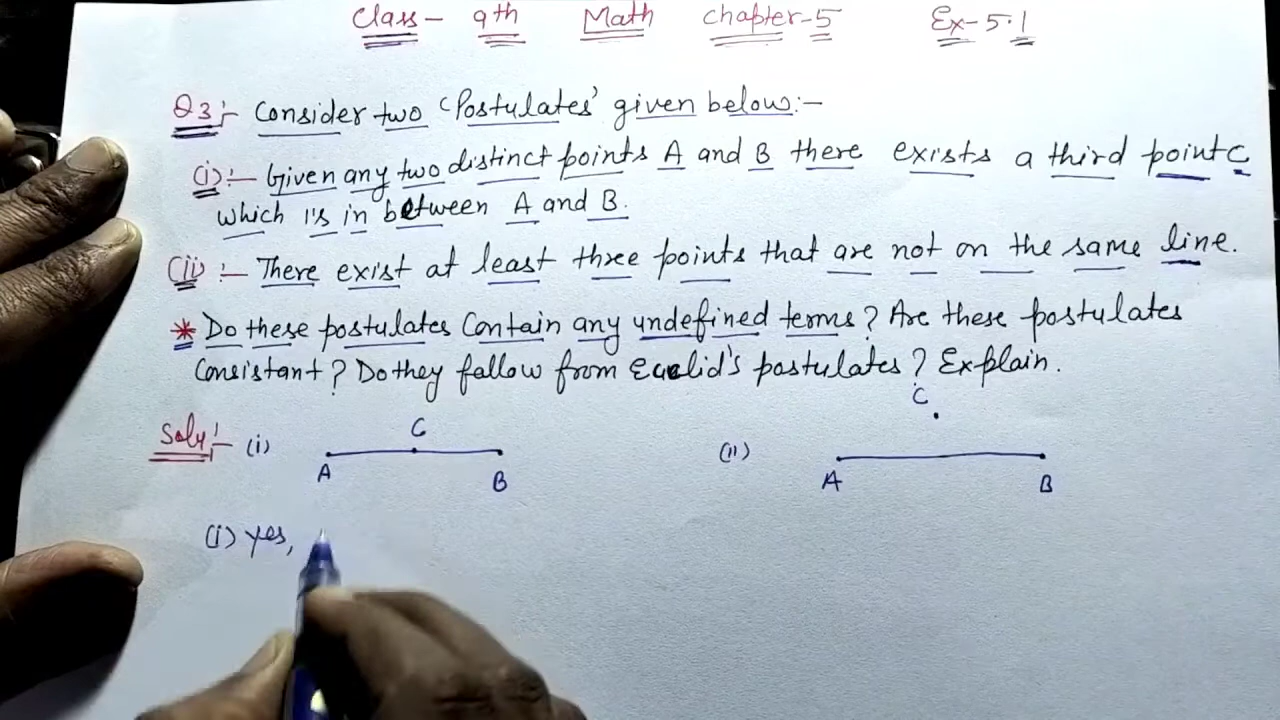 Class- 9th Math Chapter-5 Ex-5.1
Q3:- Consider two 'Postulates' given below:-
(i):- Given any two distinct points A and B there exists a third point C
which is in between A and B.
(ii):- There exist at least three points that are not on the same line.
* Do these postulates Contain any undefined terms? Are these postulates
Consistant? Do they follow from Euclid's postulates? Explain.
Soly:- (i) A C B (ii) A C B
(i) Yes,